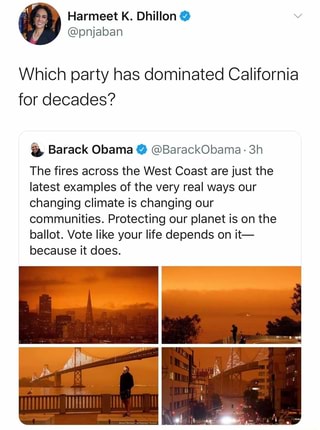 Harmeet K. Dhillon
@pnjaban
Which party has dominated California
for decades?
Barack Obama @BarackObama · 3h
The fires across the West Coast are just the
latest examples of the very real ways our
changing climate is changing our
communities. Protecting our planet is on the
ballot. Vote like your life depends on it—
because it does.